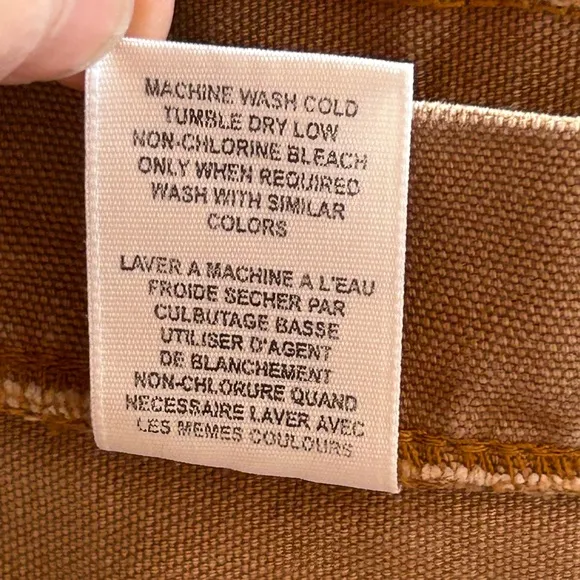 MACHINE WASH COLD
TUMBLE DRY LOW
NON-CHLORINE BLEACH
ONLY WHEN REQUIRED
WASH WITH SIMILAR
COLORS
LAVER A MACHINE A L'EAU
FROIDE SECHER PAR
CULBUTAGE BASSE
UTILISER D'AGENT
DE BLANCHEMENT
NON-CHLORURE QUAND
NECESSAIRE LAVER AVEC
LES MEMES COULOURS